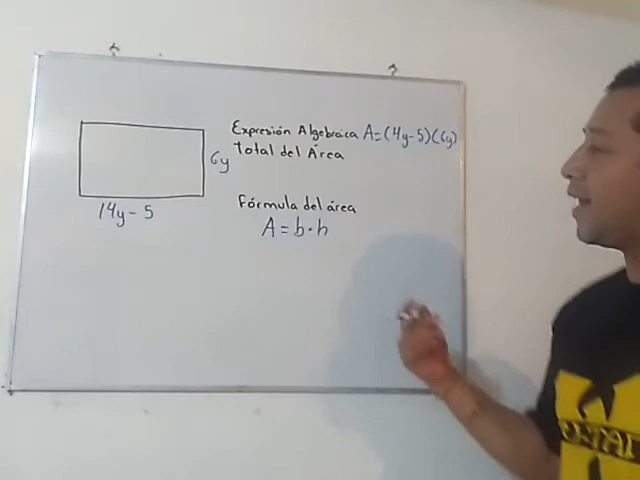 Expresión Algebraica A=(14y-5)(6y)
Total del Área
6y
14y-5
Fórmula del área
A=b·h